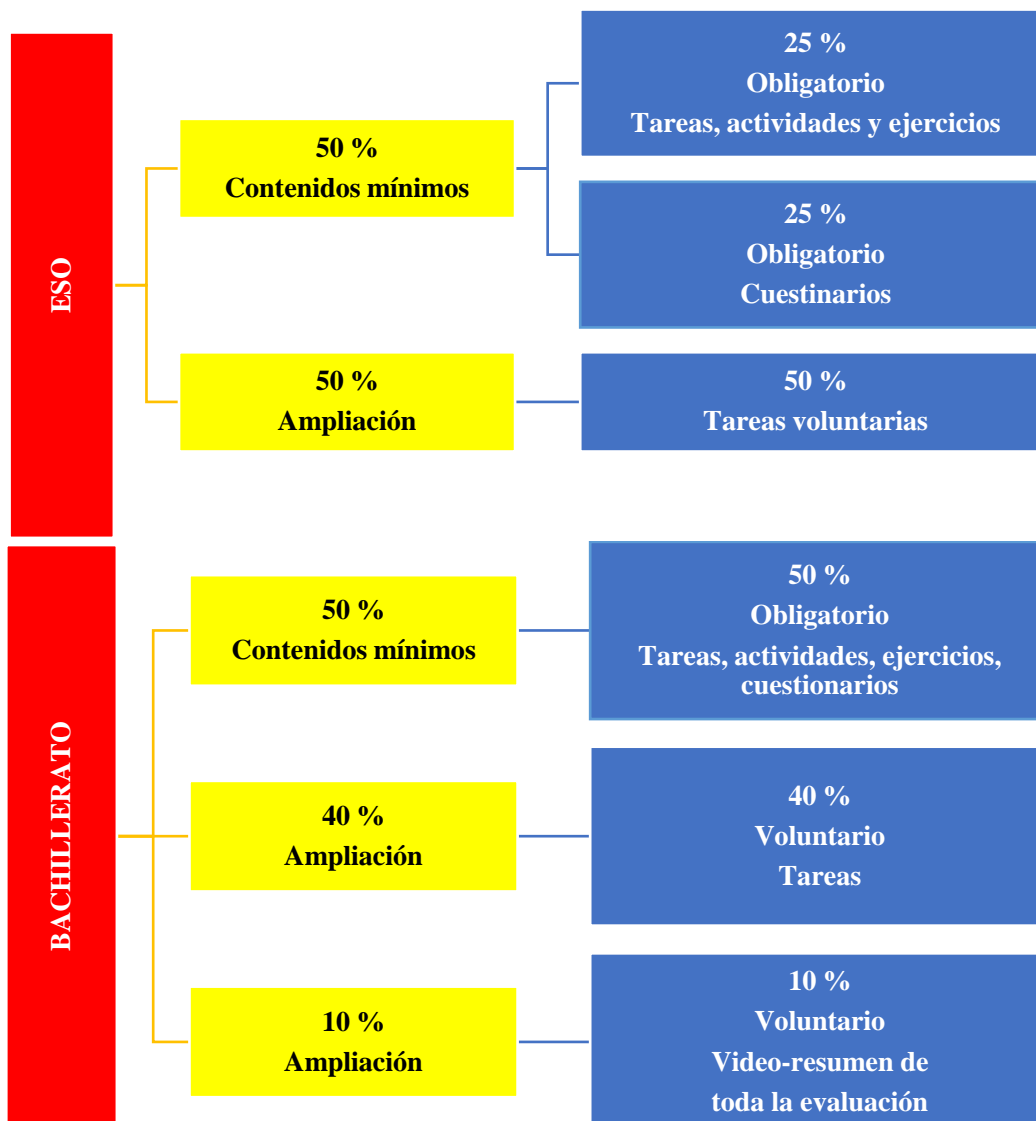 ESO
50 %
Contenidos mínimos
25 %
Obligatorio
Tareas, actividades y ejercicios
25 %
Obligatorio
Cuestinarios
50 %
Ampliación
50 %
Tareas voluntarias
BACHILLERATO
50 %
Contenidos mínimos
50 %
Obligatorio
Tareas, actividades, ejercicios,
cuestionarios
40 %
Ampliación
40 %
Voluntario
Tareas
10 %
Ampliación
10 %
Voluntario
Video-resumen de
toda la evaluación